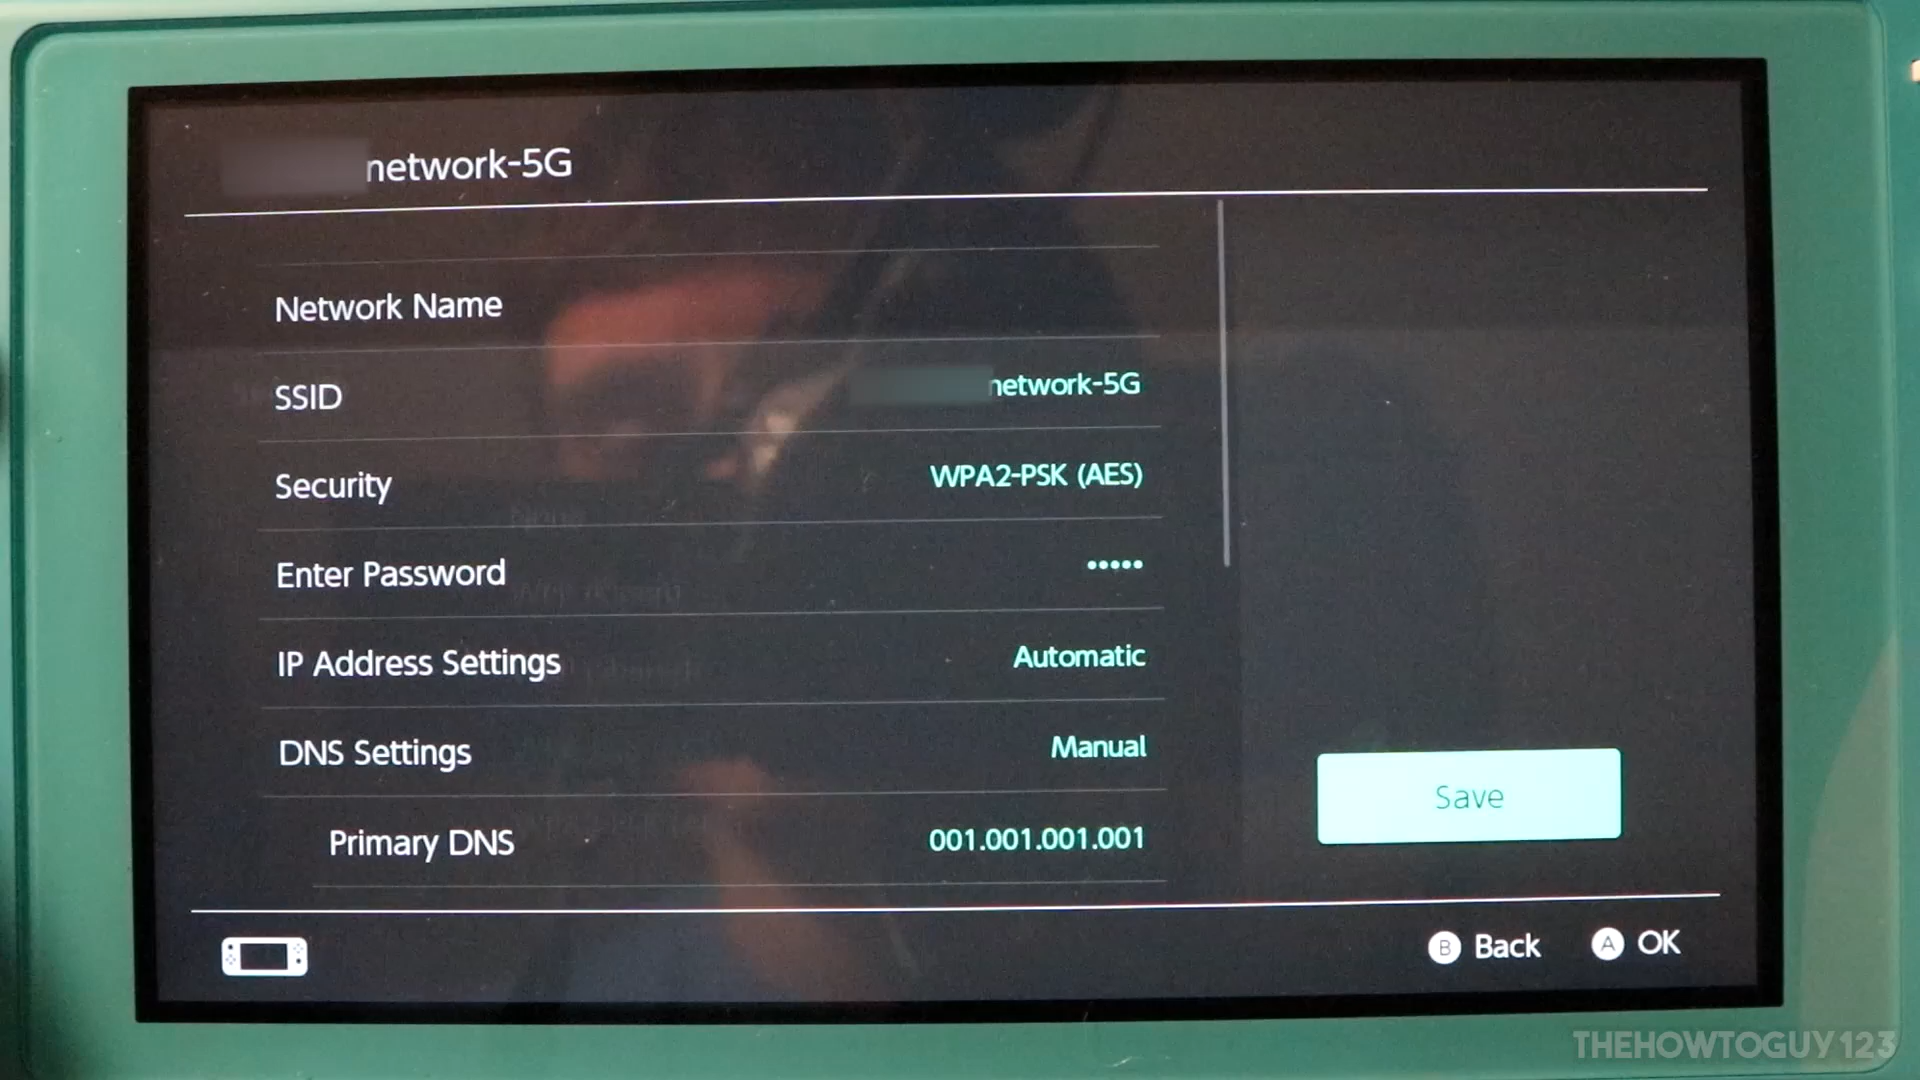 network-5G
Network Name
SSID network-5G
Security WPA2-PSK (AES)
Enter Password •••••
IP Address Settings Automatic
DNS Settings Manual
Primary DNS 001.001.001.001
Save
B Back A OK
THEHOWTOGUY123